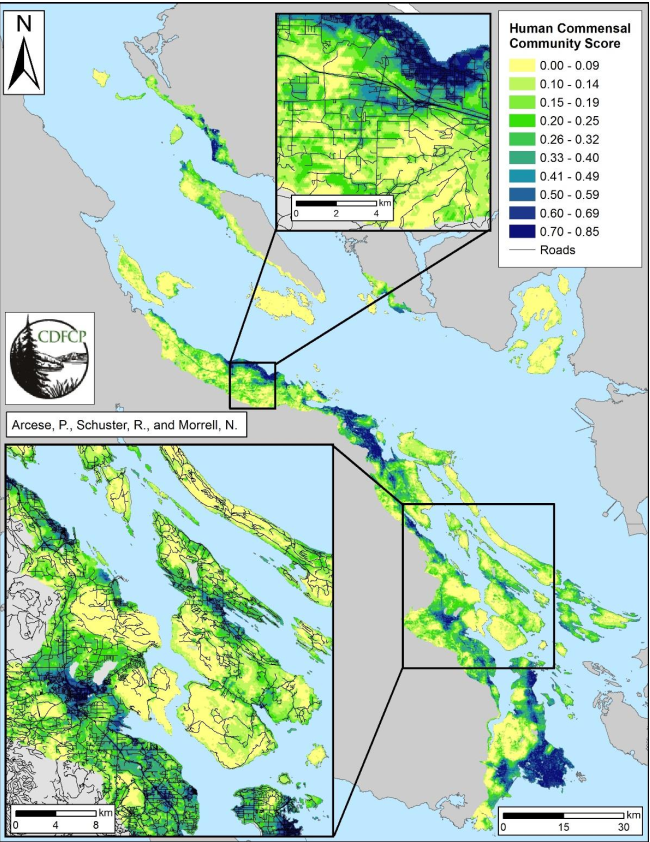 N
km
0 2 4
Human Commensal
Community Score
0.00 - 0.09
0.10 - 0.14
0.15 - 0.19
0.20 - 0.25
0.26 - 0.32
0.33 - 0.40
0.41 - 0.49
0.50 - 0.59
0.60 - 0.69
0.70 - 0.85
Roads
CDFCP
Arcese, P., Schuster, R., and Morrell, N.
km
0 4 8
km
0 15 30